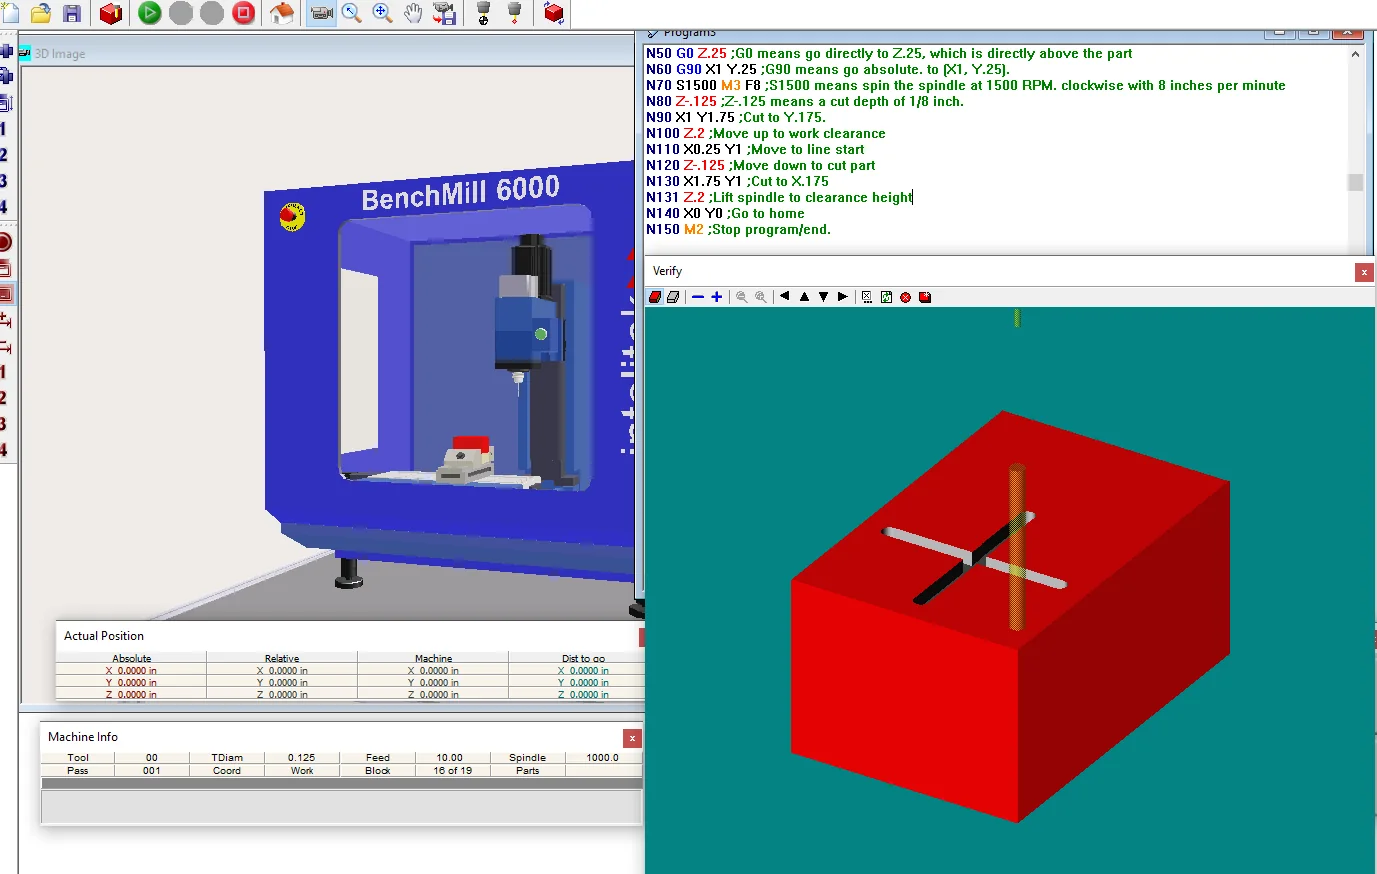 3D Image
Programs
N50 G0 Z.25 ;G0 means go directly to Z.25, which is directly above the part
N60 G90 X1 Y.25 ;G90 means go absolute. to (X1, Y.25).
N70 S1500 M3 F8 ;S1500 means spin the spindle at 1500 RPM. clockwise with 8 inches per minute
N80 Z-.125 ;Z-.125 means a cut depth of 1/8 inch.
N90 X1 Y1.75 ;Cut to Y.175.
N100 Z.2 ;Move up to work clearance
N110 X0.25 Y1 ;Move to line start
N120 Z-.125 ;Move down to cut part
N130 X1.75 Y1 ;Cut to X.175
N131 Z.2 ;Lift spindle to clearance height
N140 X0 Y0 ;Go to home
N150 M2 ;Stop program/end.
1
2
3
4
1
2
3
4
BenchMill 6000
Verify
Actual Position
Absolute Relative Machine Dist to go
X 0.0000 in X 0.0000 in X 0.0000 in X 0.0000 in
Y 0.0000 in Y 0.0000 in Y 0.0000 in Y 0.0000 in
Z 0.0000 in Z 0.0000 in Z 0.0000 in Z 0.0000 in
Machine Info
Tool 00 TDiam 0.125 Feed 10.00 Spindle 1000.0
Pass 001 Coord Work Block 16 of 19 Parts